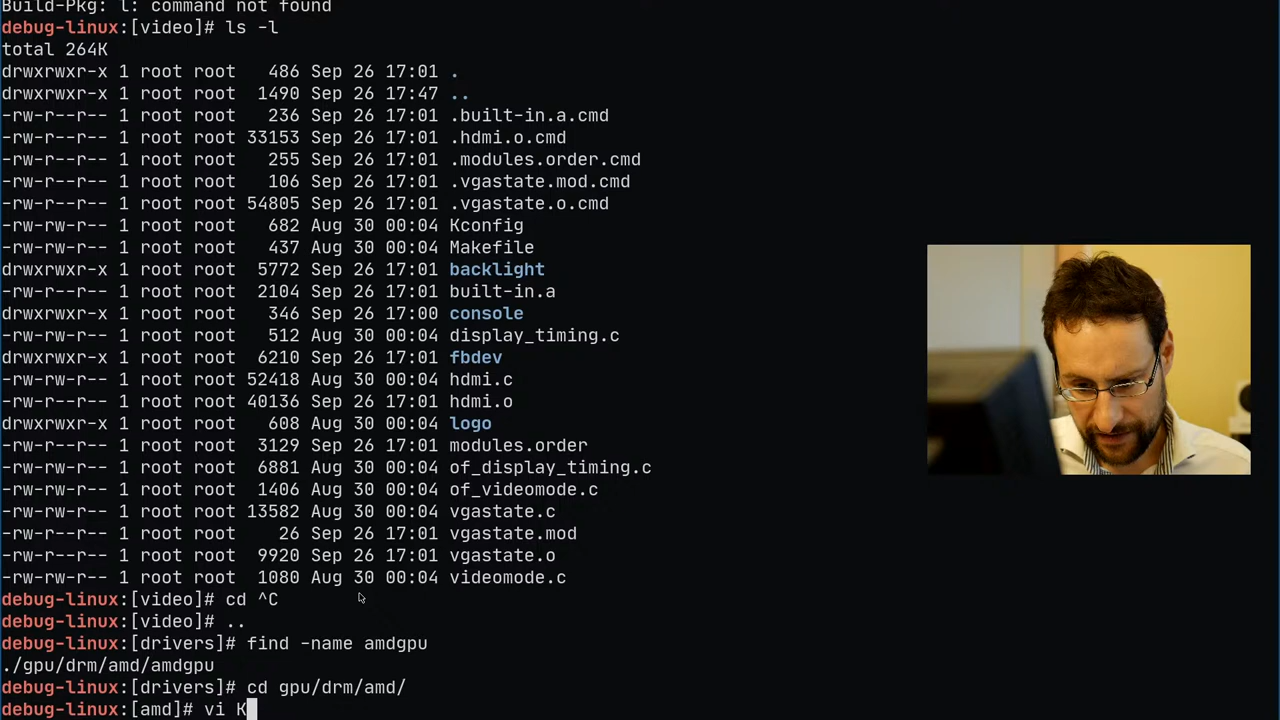 Build-Pkg: l: command not found
debug-linux:[video]# ls -l
total 264K
drwxrwxr-x 1 root root   486 Sep 26 17:01 .
drwxrwxr-x 1 root root  1490 Sep 26 17:47 ..
-rw-r--r-- 1 root root   236 Sep 26 17:01 .built-in.a.cmd
-rw-r--r-- 1 root root 33153 Sep 26 17:01 .hdmi.o.cmd
-rw-r--r-- 1 root root   255 Sep 26 17:01 .modules.order.cmd
-rw-r--r-- 1 root root   106 Sep 26 17:01 .vgastate.mod.cmd
-rw-r--r-- 1 root root 54805 Sep 26 17:01 .vgastate.o.cmd
-rw-rw-r-- 1 root root   682 Aug 30 00:04 Kconfig
-rw-rw-r-- 1 root root   437 Aug 30 00:04 Makefile
drwxrwxr-x 1 root root  5772 Sep 26 17:01 backlight
-rw-r--r-- 1 root root  2104 Sep 26 17:01 built-in.a
drwxrwxr-x 1 root root   346 Sep 26 17:00 console
-rw-rw-r-- 1 root root   512 Aug 30 00:04 display_timing.c
drwxrwxr-x 1 root root  6210 Sep 26 17:01 fbdev
-rw-rw-r-- 1 root root 52418 Aug 30 00:04 hdmi.c
-rw-r--r-- 1 root root 40136 Sep 26 17:01 hdmi.o
drwxrwxr-x 1 root root   608 Aug 30 00:04 logo
-rw-r--r-- 1 root root  3129 Sep 26 17:01 modules.order
-rw-rw-r-- 1 root root  6881 Aug 30 00:04 of_display_timing.c
-rw-rw-r-- 1 root root  1406 Aug 30 00:04 of_videomode.c
-rw-rw-r-- 1 root root 13582 Aug 30 00:04 vgastate.c
-rw-r--r-- 1 root root    26 Sep 26 17:01 vgastate.mod
-rw-r--r-- 1 root root  9920 Sep 26 17:01 vgastate.o
-rw-rw-r-- 1 root root  1080 Aug 30 00:04 videomode.c
debug-linux:[video]# cd ^C
debug-linux:[video]# ..
debug-linux:[drivers]# find -name amdgpu
./gpu/drm/amd/amdgpu
debug-linux:[drivers]# cd gpu/drm/amd/
debug-linux:[amd]# vi K